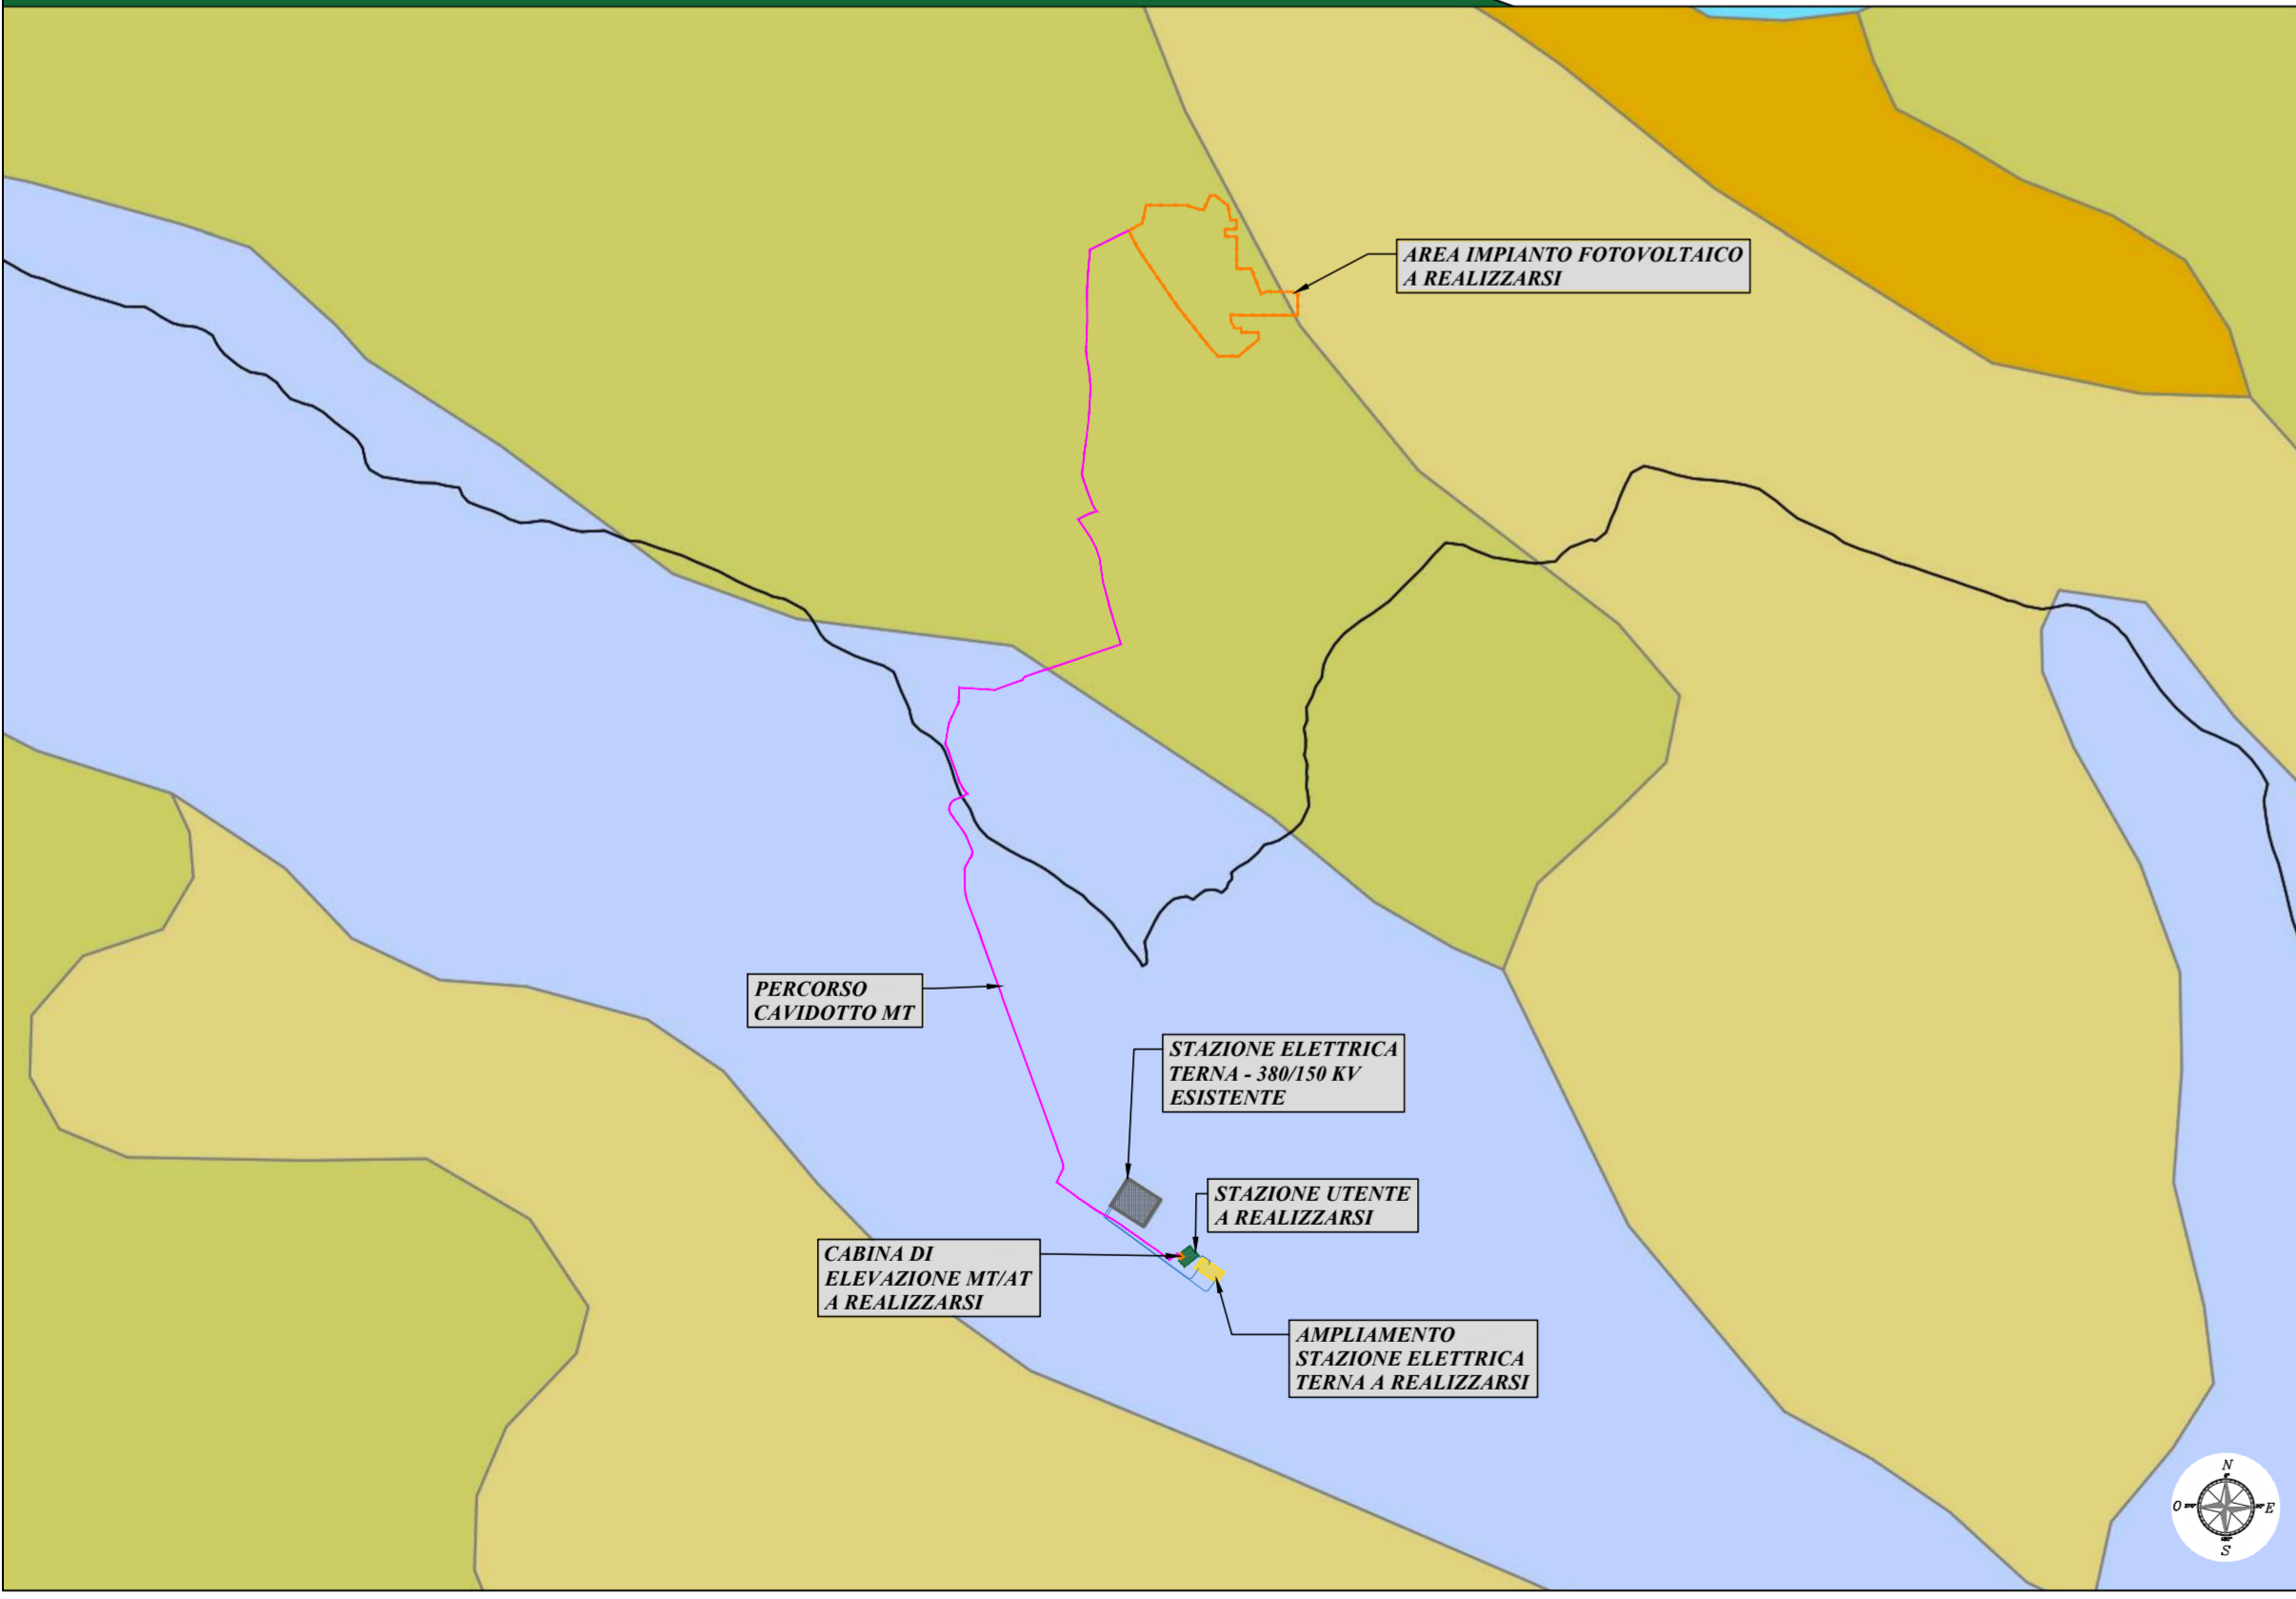 AREA IMPIANTO FOTOVOLTAICO
A REALIZZARSI
PERCORSO
CAVIDOTTO MT
STAZIONE ELETTRICA
TERNA - 380/150 KV
ESISTENTE
STAZIONE UTENTE
A REALIZZARSI
CABINA DI
ELEVAZIONE MT/AT
A REALIZZARSI
AMPLIAMENTO
STAZIONE ELETTRICA
TERNA A REALIZZARSI
N
O
E
S